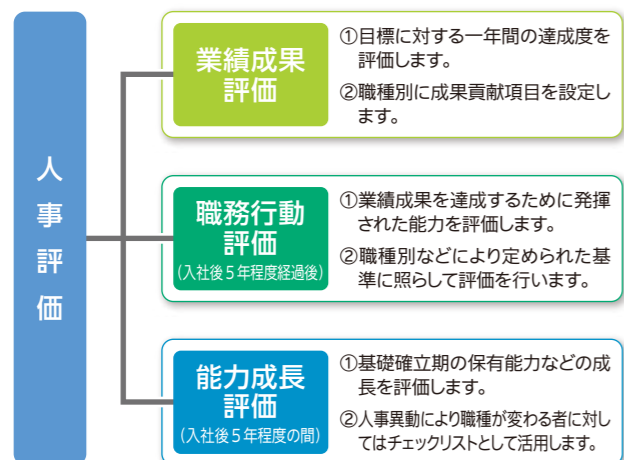 人事評価
業績成果
評価
①目標に対する一年間の達成度を
評価します。
②職種別に成果貢献項目を設定し
ます。
職務行動
評価
(入社後5年程度経過後)
①業績成果を達成するために発揮
された能力を評価します。
②職種別などにより定められた基
準に照らして評価を行います。
能力成長
評価
(入社後5年程度の間)
①基礎確立期の保有能力などの成
長を評価します。
②人事異動により職種が変わる者に対し
てはチェックリストとして活用します。